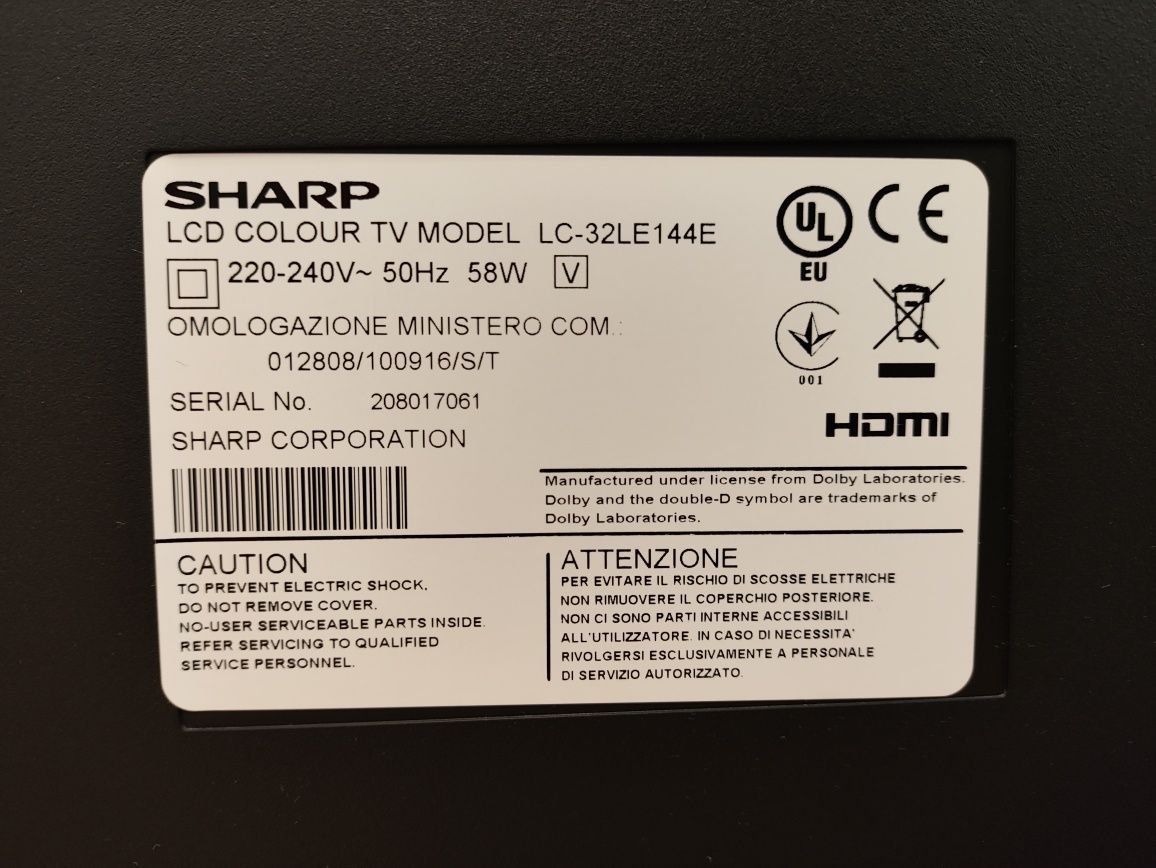 SHARP
LCD COLOUR TV MODEL LC-32LE144E
220-240V~ 50Hz 58W V
OMOLOGAZIONE MINISTERO COM.:
012808/100916/S/T
SERIAL No. 208017061
SHARP CORPORATION
UL
EU
CE
001
HDMI
Manufactured under license from Dolby Laboratories.
Dolby and the double-D symbol are trademarks of
Dolby Laboratories.
CAUTION
TO PREVENT ELECTRIC SHOCK,
DO NOT REMOVE COVER.
NO-USER SERVICEABLE PARTS INSIDE.
REFER SERVICING TO QUALIFIED
SERVICE PERSONNEL.
ATTENZIONE
PER EVITARE IL RISCHIO DI SCOSSE ELETTRICHE
NON RIMUOVERE IL COPERCHIO POSTERIORE.
NON CI SONO PARTI INTERNE ACCESSIBILI
ALL'UTILIZZATORE. IN CASO DI NECESSITA'
RIVOLGERSI ESCLUSIVAMENTE A PERSONALE
DI SERVIZIO AUTORIZZATO.